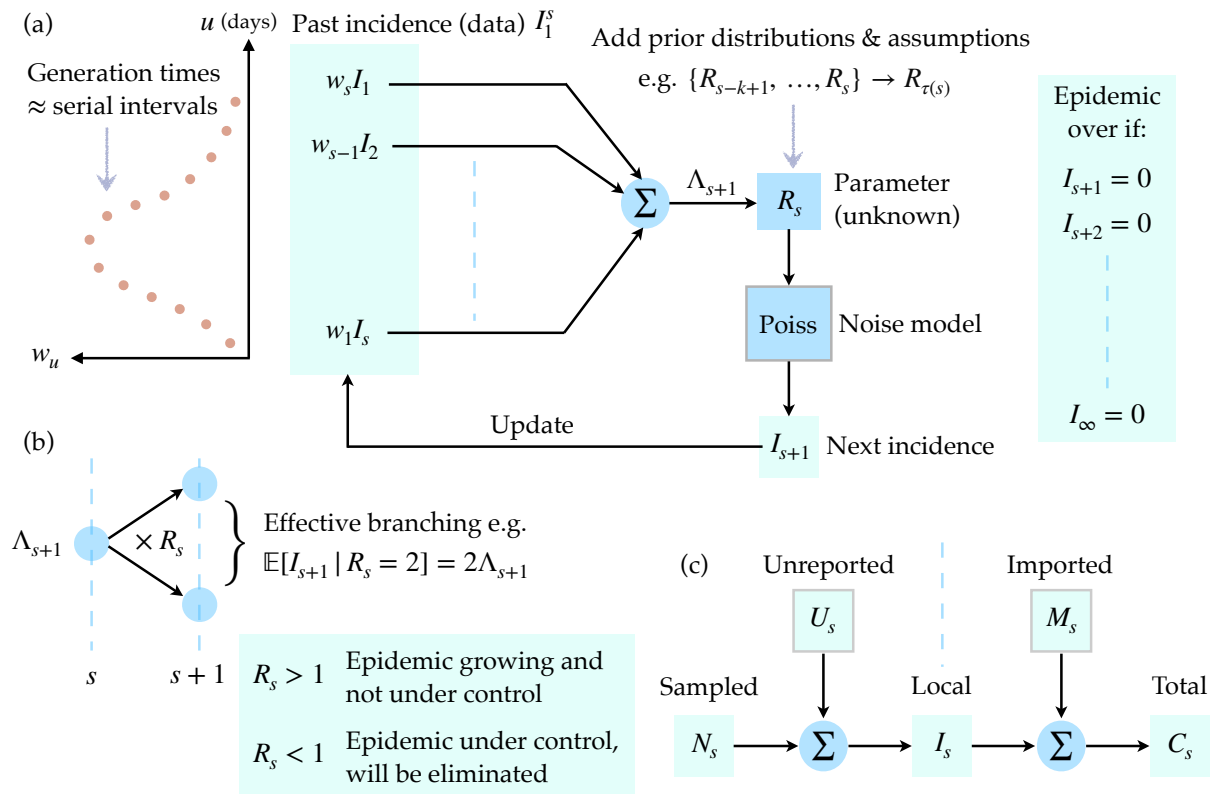 (a)
u (days)
Generation times
≈ serial intervals
w_u
Past incidence (data) I_1^s
w_s I_1
w_{s−1} I_2
w_1 I_s
Σ
Λ_{s+1}
Add prior distributions & assumptions
e.g. {R_{s−k+1}, …, R_s} → R_{τ(s)}
R_s
Parameter
(unknown)
Poiss
Noise model
I_{s+1}
Next incidence
Update
Epidemic
over if:
I_{s+1} = 0
I_{s+2} = 0
I_∞ = 0
(b)
Λ_{s+1}
× R_s
s
s + 1
Effective branching e.g.
𝔼[I_{s+1} | R_s = 2] = 2Λ_{s+1}
R_s > 1 Epidemic growing and
not under control
R_s < 1 Epidemic under control,
will be eliminated
(c)
Unreported
Imported
U_s
M_s
Sampled
Local
Total
N_s
Σ
I_s
Σ
C_s